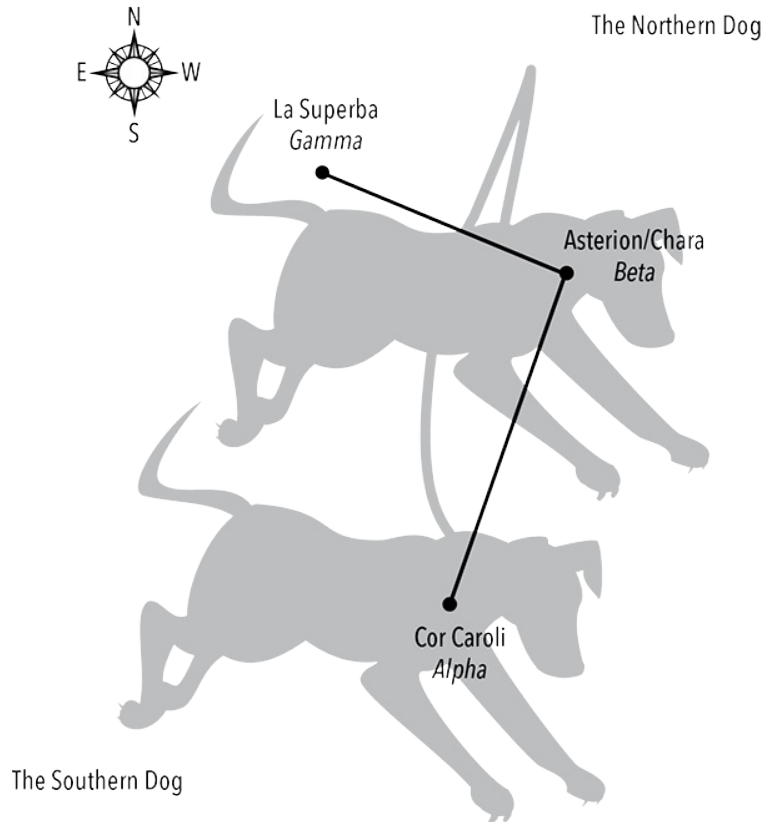 The Northern Dog
N
E W
S
La Superba
Gamma
Asterion/Chara
Beta
Cor Caroli
Alpha
The Southern Dog